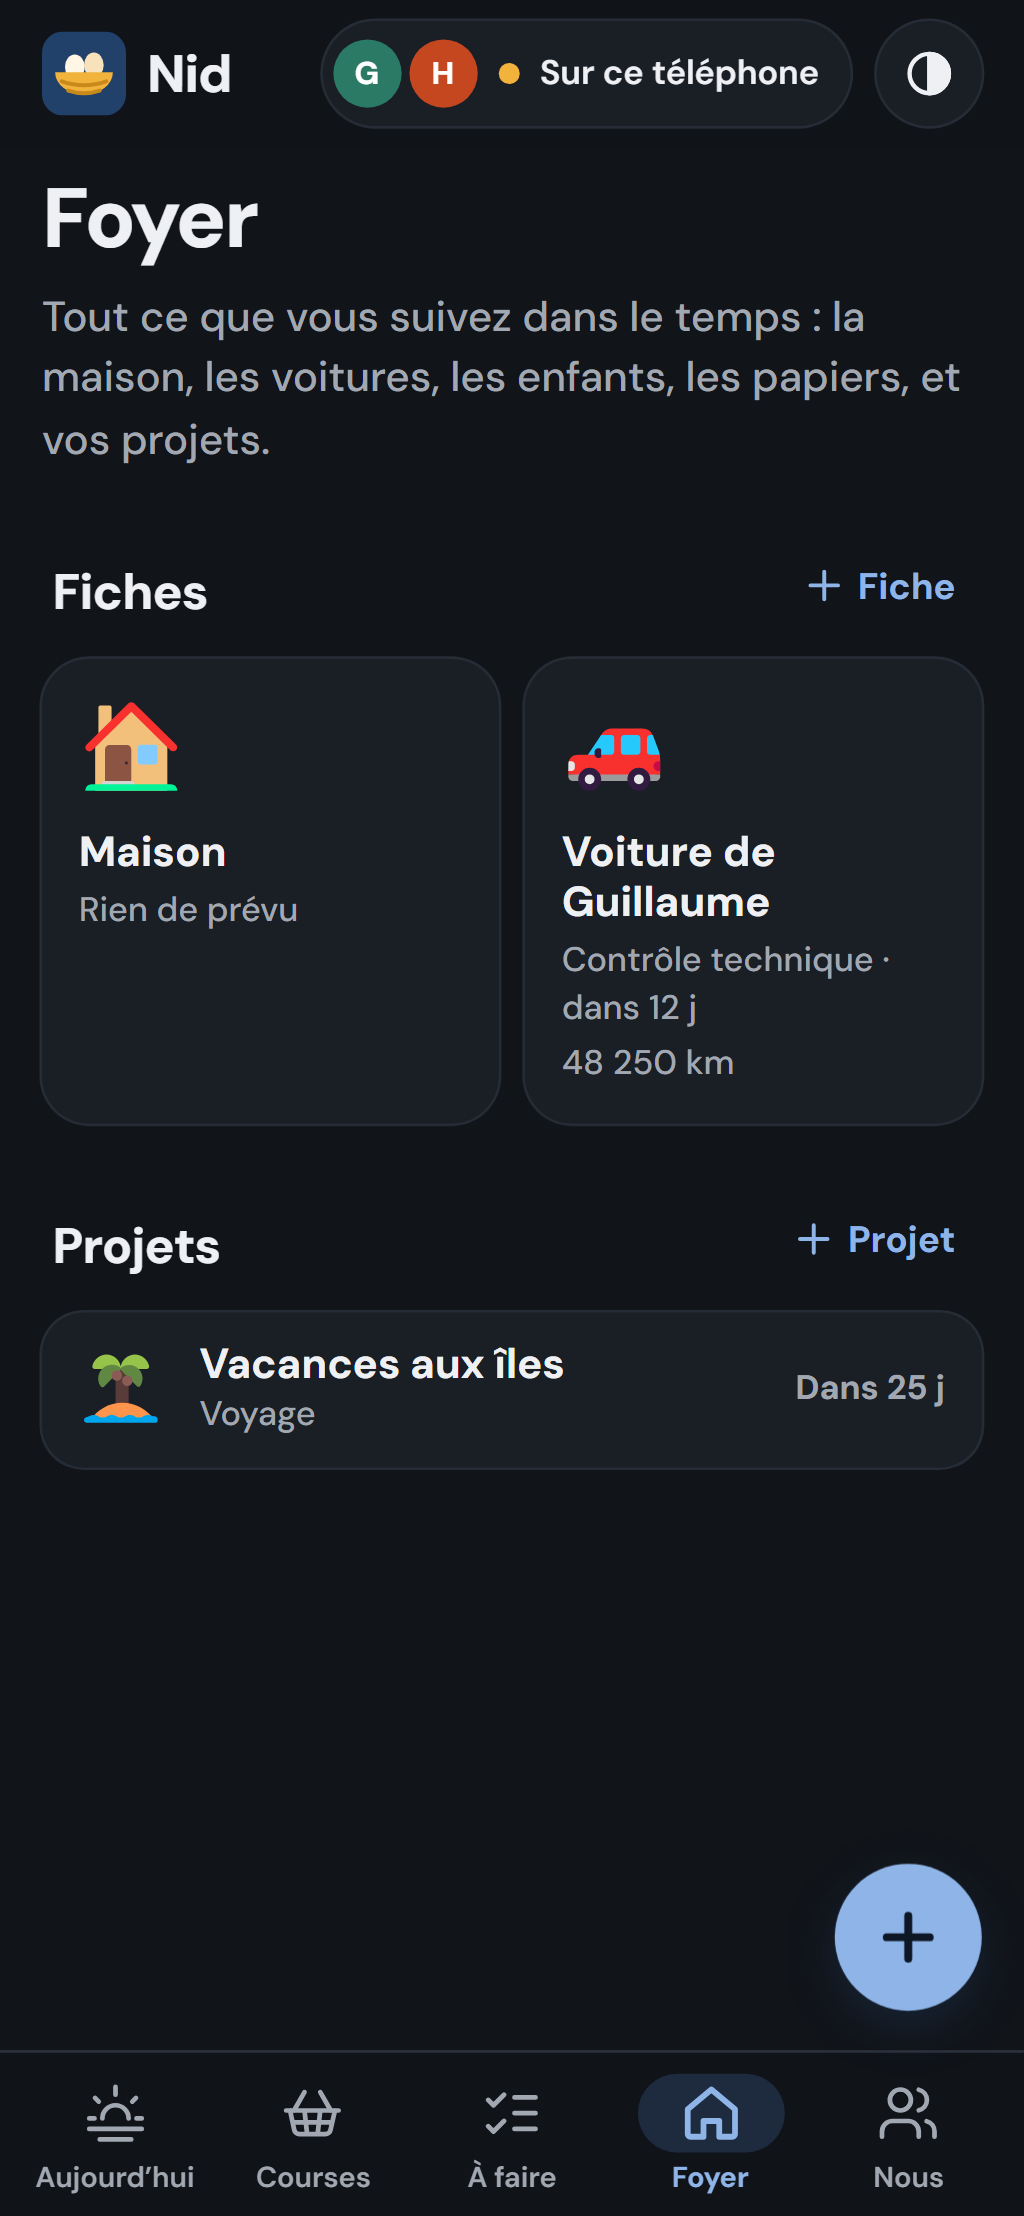 Nid
G H Sur ce téléphone
Foyer
Tout ce que vous suivez dans le temps : la
maison, les voitures, les enfants, les papiers, et
vos projets.
Fiches
+ Fiche
Maison
Rien de prévu
Voiture de
Guillaume
Contrôle technique ·
dans 12 j
48 250 km
Projets
+ Projet
Vacances aux îles
Voyage
Dans 25 j
Aujourd’hui
Courses
À faire
Foyer
Nous